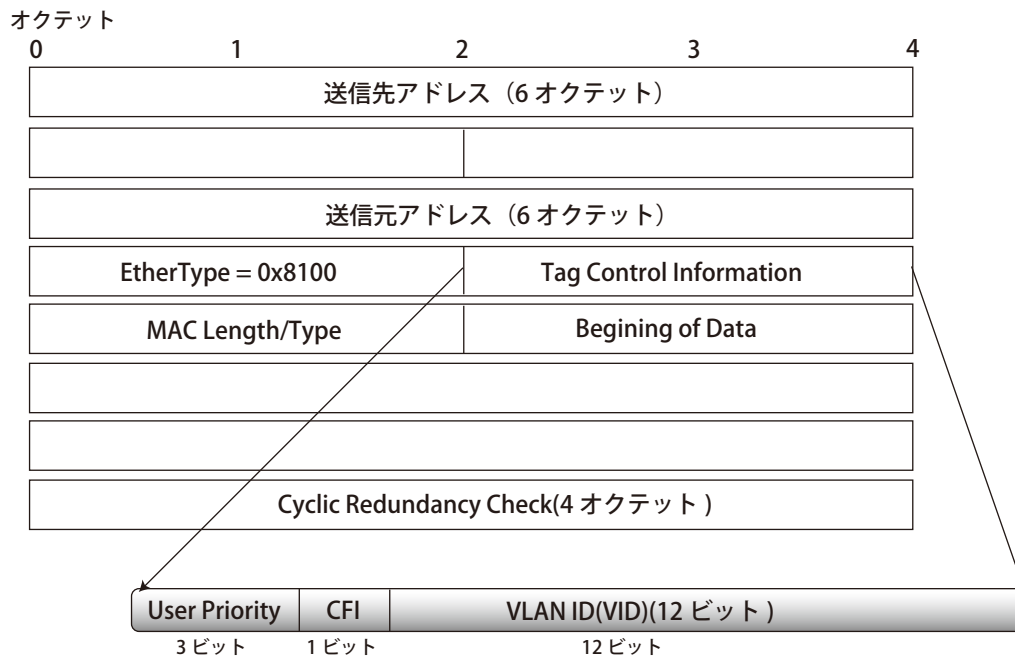 オクテット
0 1 2 3 4
送信先アドレス（6 オクテット）
送信元アドレス（6 オクテット）
EtherType = 0x8100 Tag Control Information
MAC Length/Type Begining of Data
Cyclic Redundancy Check(4 オクテット )
User Priority CFI VLAN ID(VID)(12 ビット )
3 ビット 1 ビット 12 ビット